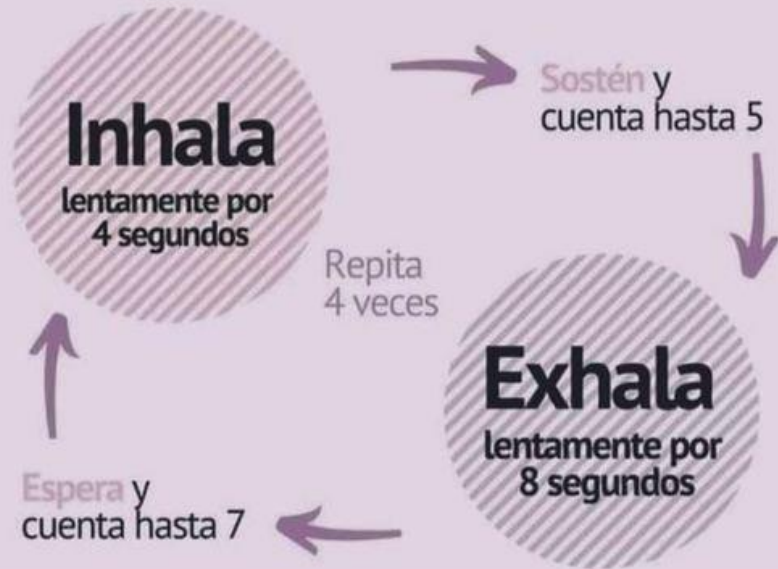 Inhala
lentamente por
4 segundos
Sostén y
cuenta hasta 5
Repita
4 veces
Exhala
lentamente por
8 segundos
Espera y
cuenta hasta 7